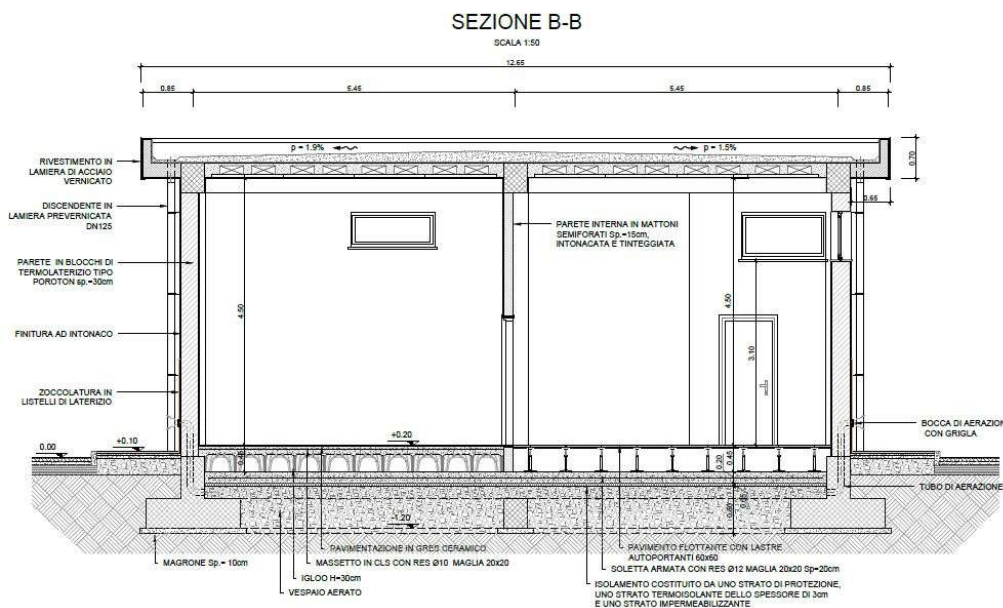 SEZIONE B-B
SCALA 1:50
12.65
0.85
5.45
5.45
0.85
p = 1.9%
p = 1.5%
0.70
0.65
RIVESTIMENTO IN
LAMIERA DI ACCIAIO
VERNICATO
DISCENDENTE IN
LAMIERA PREVERNICATA
DN125
PARETE IN BLOCCHI DI
TERMOLATERIZIO TIPO
POROTON sp.=30cm
FINITURA AD INTONACO
ZOCCOLATURA IN
LISTELLI DI LATERIZIO
PARETE INTERNA IN MATTONI
SEMIFORATI Sp.=15cm,
INTONACATA E TINTEGGIATA
4.50
4.50
3.10
0.00
+0.10
+0.20
0.45
0.20
0.45
-1.20
BOCCA DI AERAZION
CON GRIGLIA
TUBO DI AERAZIONE
MAGRONE Sp.= 10cm
PAVIMENTAZIONE IN GRES CERAMICO
MASSETTO IN CLS CON RES Ø10 MAGLIA 20x20
IGLOO H=30cm
VESPAIO AERATO
PAVIMENTO FLOTTANTE CON LASTRE
AUTOPORTANTI 60x60
SOLETTA ARMATA CON RES Ø12 MAGLIA 20x20 Sp=20cm
ISOLAMENTO COSTITUITO DA UNO STRATO DI PROTEZIONE,
UNO STRATO TERMOISOLANTE DELLO SPESSORE DI 3cm
E UNO STRATO IMPERMEABILIZZANTE